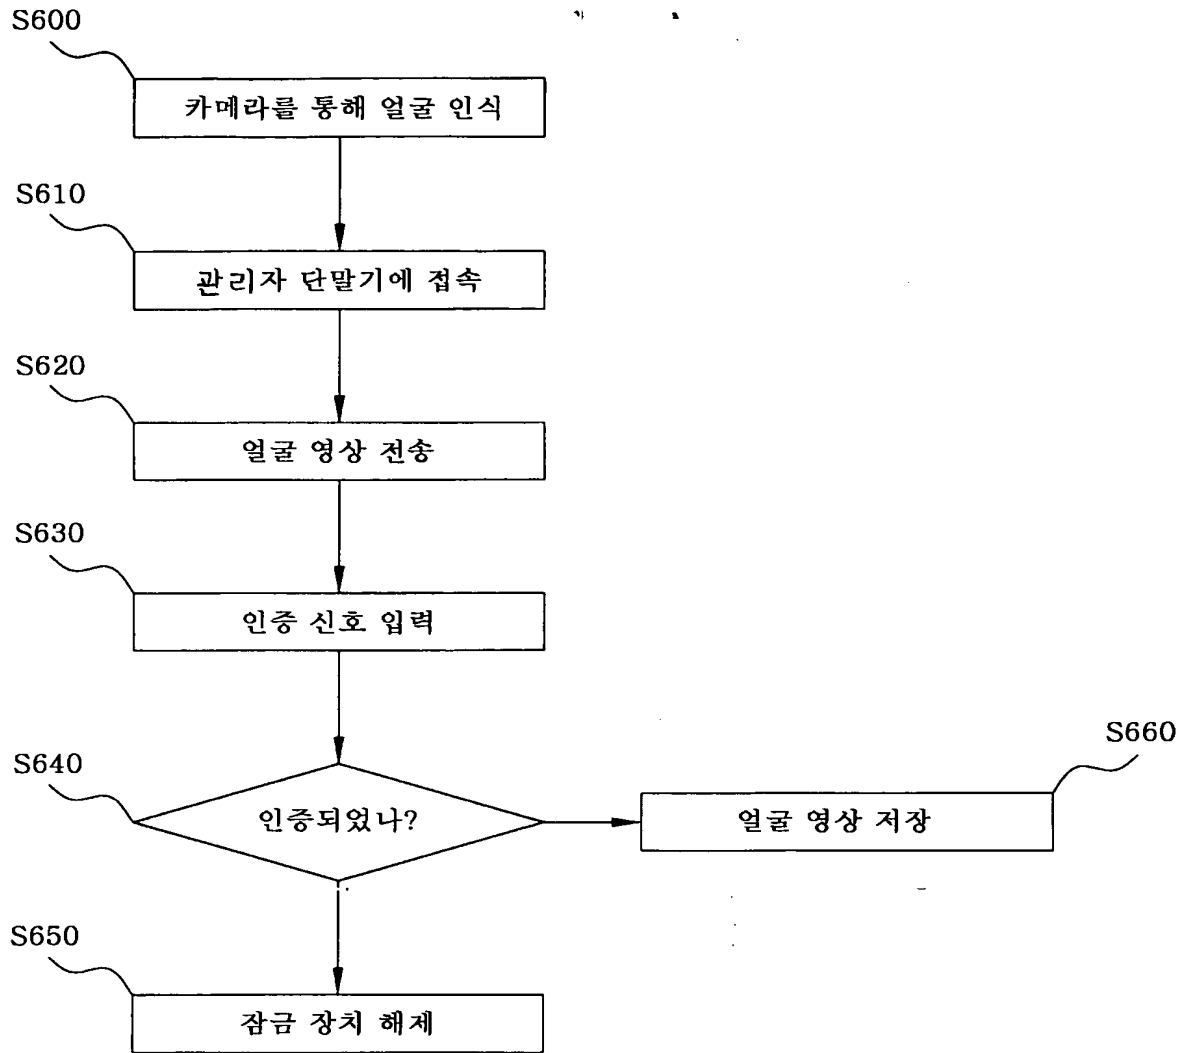 S600
카메라를 통해 얼굴 인식
S610
관리자 단말기에 접속
S620
얼굴 영상 전송
S630
인증 신호 입력
S640
인증되었나?
S660
얼굴 영상 저장
S650
잠금 장치 해제